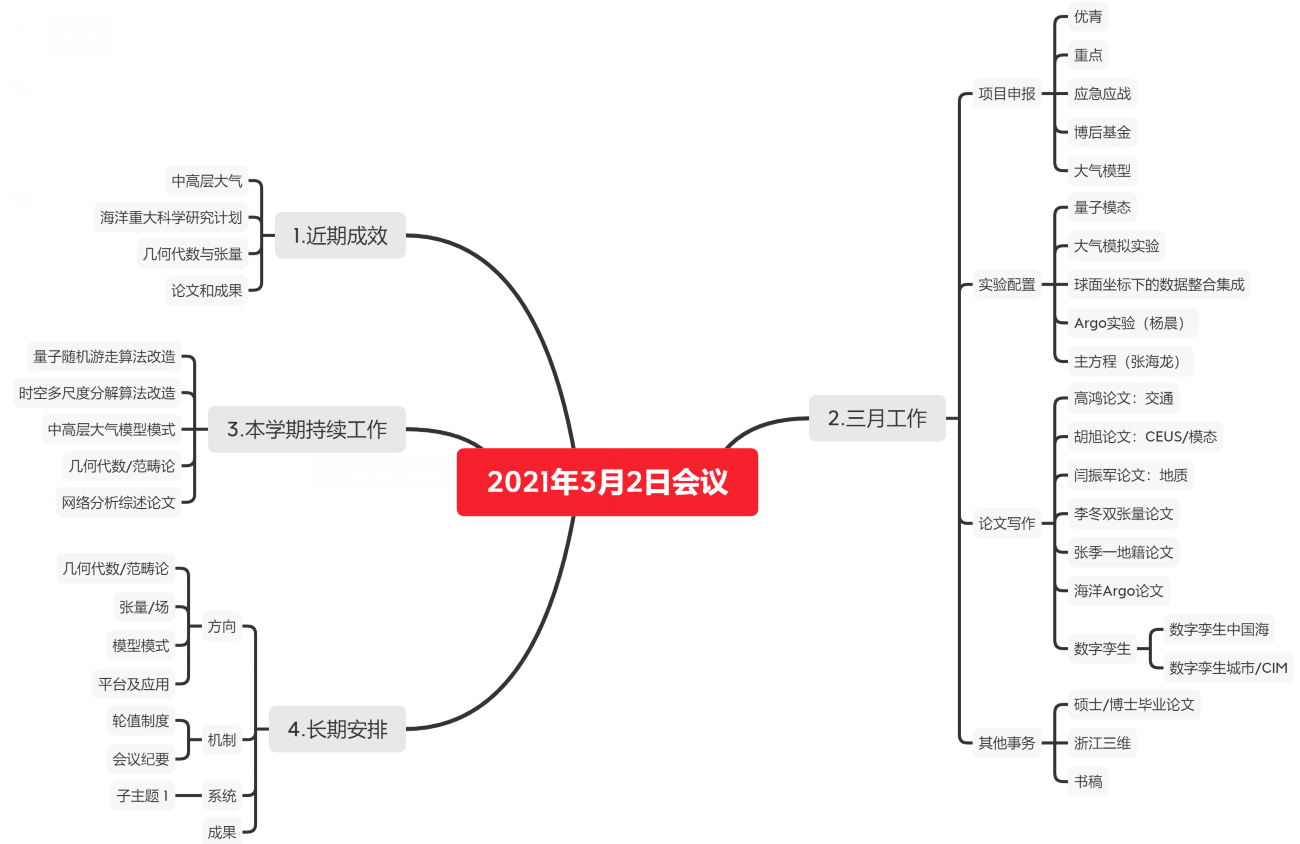 2021年3月2日会议
1.近期成效
中高层大气
海洋重大科学研究计划
几何代数与张量
论文和成果
2.三月工作
项目申报
优青
重点
应急应战
博后基金
大气模型
实验配置
量子模态
大气模拟实验
球面坐标下的数据整合集成
Argo实验（杨晨）
主方程（张海龙）
论文写作
高鸿论文：交通
胡旭论文：CEUS/模态
闫振军论文：地质
李冬双张量论文
张季一地籍论文
海洋Argo论文
数字孪生
数字孪生中国海
数字孪生城市/CIM
其他事务
硕士/博士毕业论文
浙江三维
书稿
3.本学期持续工作
量子随机游走算法改造
时空多尺度分解算法改造
中高层大气模型模式
几何代数/范畴论
网络分析综述论文
4.长期安排
方向
几何代数/范畴论
张量/场
模型模式
平台及应用
机制
轮值制度
会议纪要
系统
子主题 1
成果